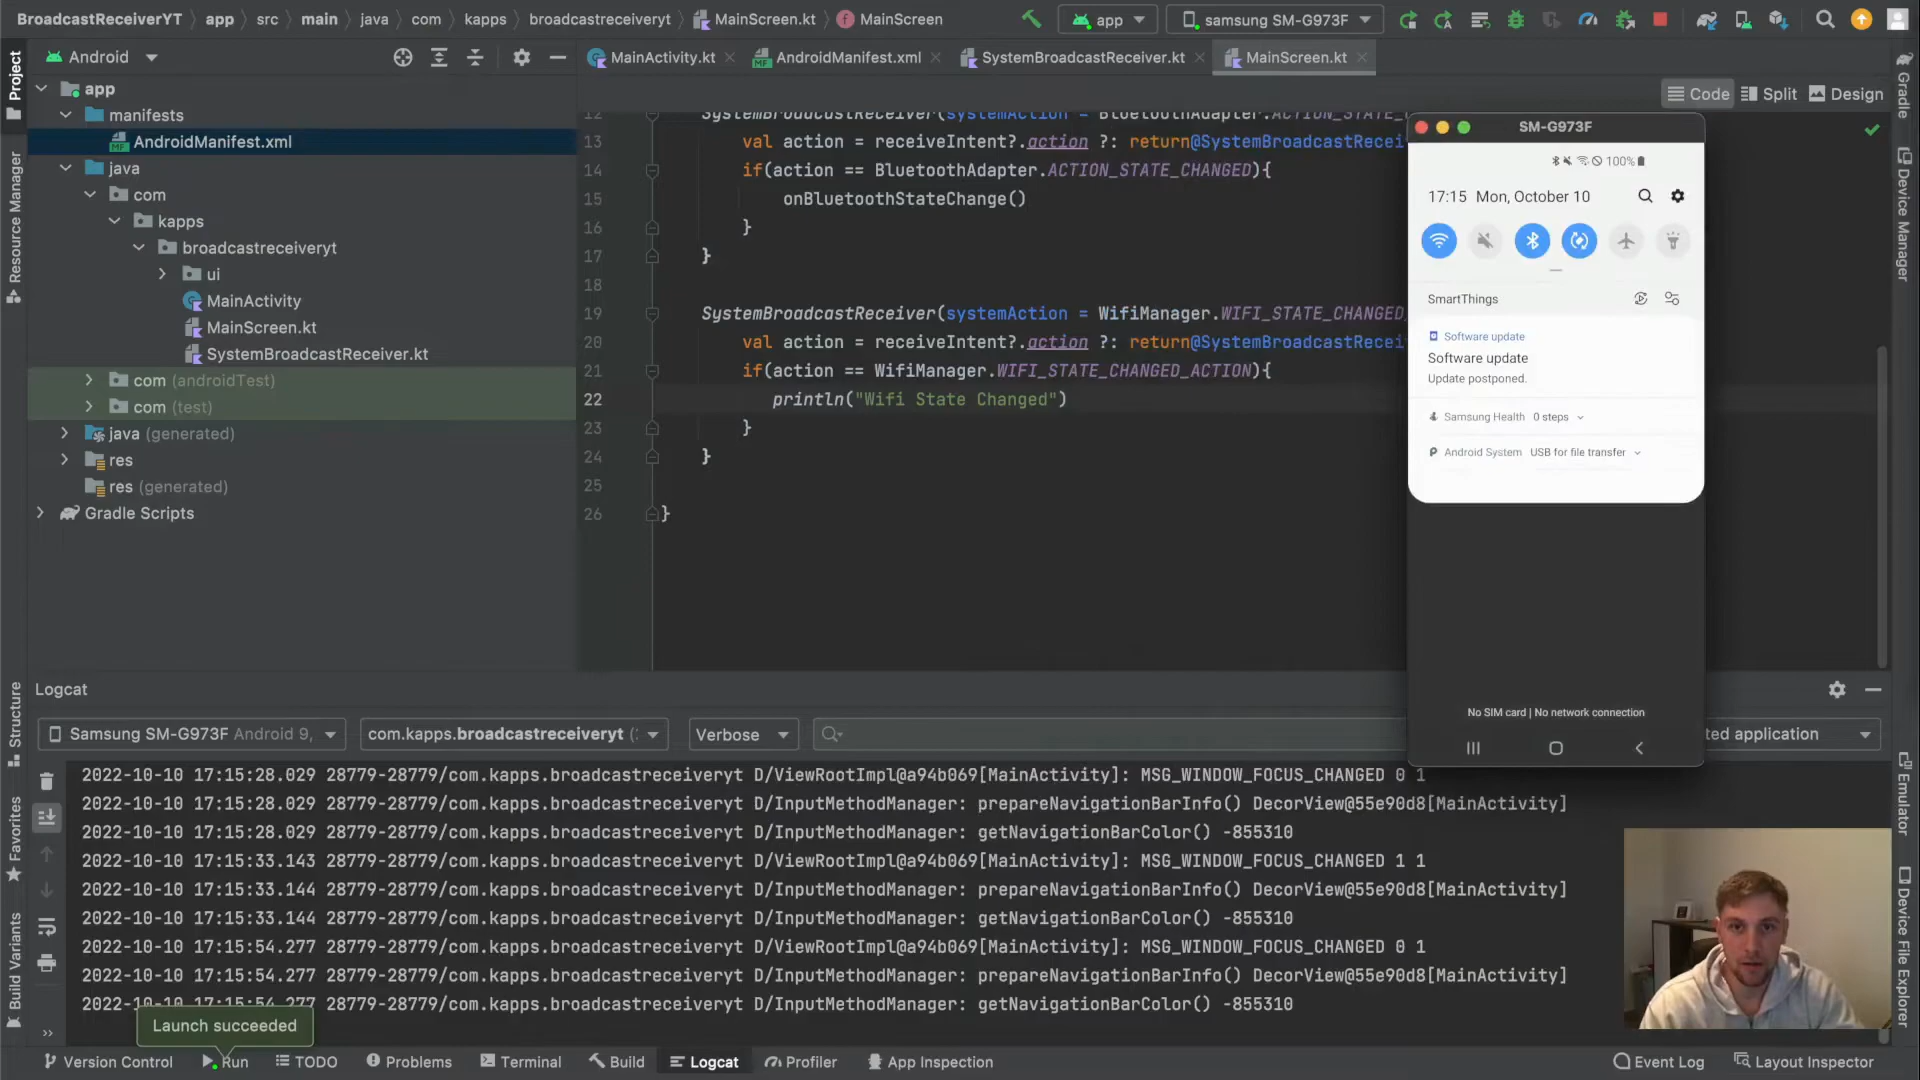 BroadcastReceiverYT app src main java com kapps broadcastreceiveryt MainScreen.kt MainScreen
app samsung SM-G973F
Project
Android
MainActivity.kt AndroidManifest.xml SystemBroadcastReceiver.kt MainScreen.kt
Code Split Design
app
manifests
AndroidManifest.xml
java
com
kapps
broadcastreceiveryt
ui
MainActivity
MainScreen.kt
SystemBroadcastReceiver.kt
com (androidTest)
com (test)
java (generated)
res
res (generated)
Gradle Scripts
Resource Manager
Structure
Favorites
Build Variants
12 SystemBroadcastReceiver(systemAction = BluetoothAdapter.ACTION_STATE_
13 val action = receiveIntent?.action ?: return@SystemBroadcastRecei
14 if(action == BluetoothAdapter.ACTION_STATE_CHANGED){
15 onBluetoothStateChange()
16 }
17 }
18
19 SystemBroadcastReceiver(systemAction = WifiManager.WIFI_STATE_CHANGED
20 val action = receiveIntent?.action ?: return@SystemBroadcastRecei
21 if(action == WifiManager.WIFI_STATE_CHANGED_ACTION){
22 println("Wifi State Changed")
23 }
24 }
25
26 }
SM-G973F
100%
17:15 Mon, October 10
SmartThings
Software update
Software update
Update postponed.
Samsung Health 0 steps
Android System USB for file transfer
No SIM card | No network connection
Gradle
Device Manager
Emulator
Device File Explorer
Logcat
Samsung SM-G973F Android 9, com.kapps.broadcastreceiveryt (: Verbose ted application
2022-10-10 17:15:28.029 28779-28779/com.kapps.broadcastreceiveryt D/ViewRootImpl@a94b069[MainActivity]: MSG_WINDOW_FOCUS_CHANGED 0 1
2022-10-10 17:15:28.029 28779-28779/com.kapps.broadcastreceiveryt D/InputMethodManager: prepareNavigationBarInfo() DecorView@55e90d8[MainActivity]
2022-10-10 17:15:28.029 28779-28779/com.kapps.broadcastreceiveryt D/InputMethodManager: getNavigationBarColor() -855310
2022-10-10 17:15:33.143 28779-28779/com.kapps.broadcastreceiveryt D/ViewRootImpl@a94b069[MainActivity]: MSG_WINDOW_FOCUS_CHANGED 1 1
2022-10-10 17:15:33.144 28779-28779/com.kapps.broadcastreceiveryt D/InputMethodManager: prepareNavigationBarInfo() DecorView@55e90d8[MainActivity]
2022-10-10 17:15:33.144 28779-28779/com.kapps.broadcastreceiveryt D/InputMethodManager: getNavigationBarColor() -855310
2022-10-10 17:15:54.277 28779-28779/com.kapps.broadcastreceiveryt D/ViewRootImpl@a94b069[MainActivity]: MSG_WINDOW_FOCUS_CHANGED 0 1
2022-10-10 17:15:54.277 28779-28779/com.kapps.broadcastreceiveryt D/InputMethodManager: prepareNavigationBarInfo() DecorView@55e90d8[MainActivity]
2022-10-10 17:15:54.277 28779-28779/com.kapps.broadcastreceiveryt D/InputMethodManager: getNavigationBarColor() -855310
Launch succeeded
Version Control Run TODO Problems Terminal Build Logcat Profiler App Inspection Event Log Layout Inspector